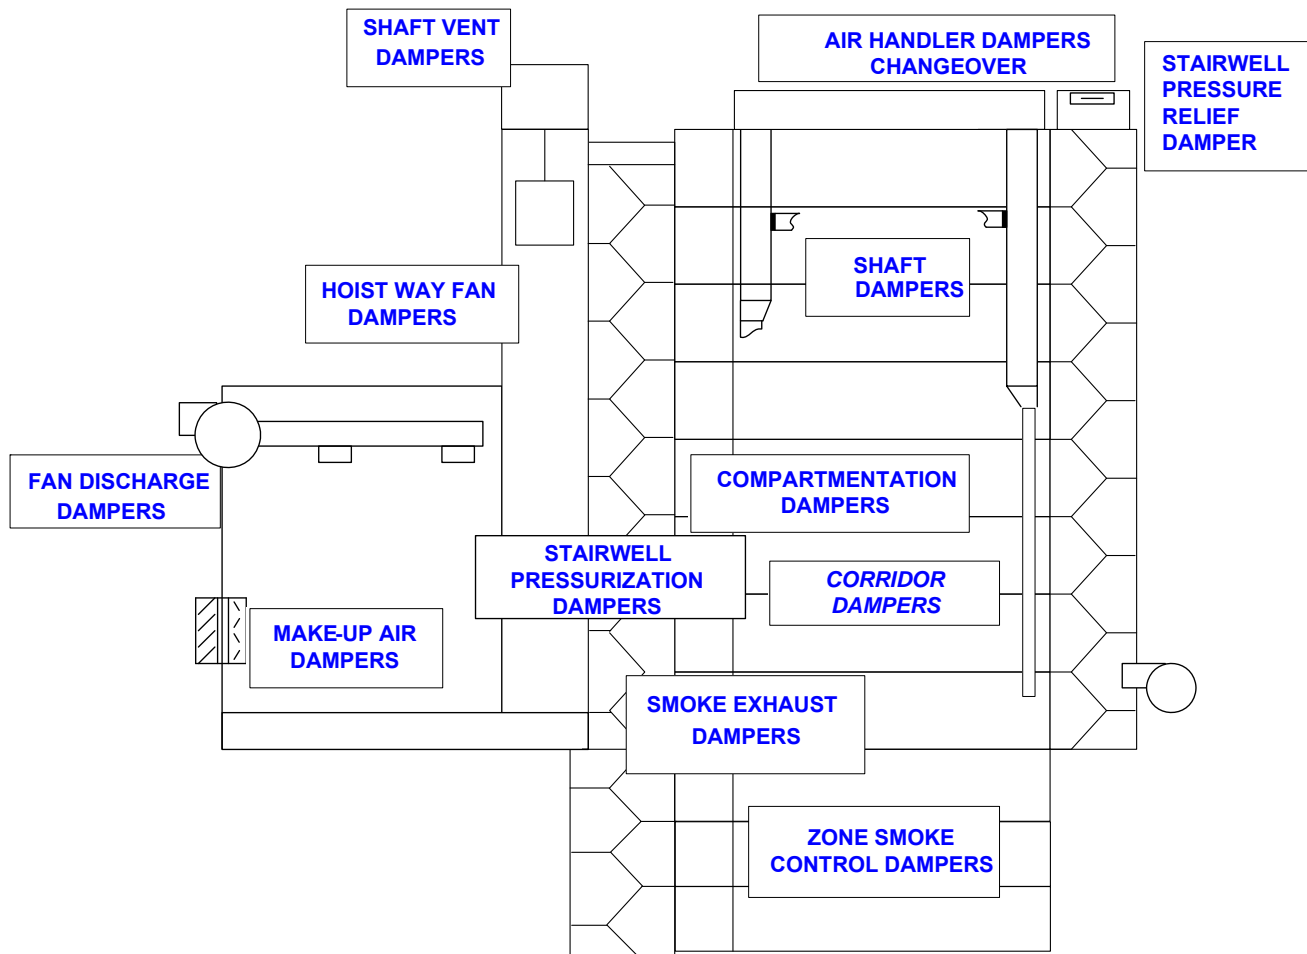 SHAFT VENT
DAMPERS
AIR HANDLER DAMPERS
CHANGEOVER
STAIRWELL
PRESSURE
RELIEF
DAMPER
SHAFT
DAMPERS
HOIST WAY FAN
DAMPERS
FAN DISCHARGE
DAMPERS
COMPARTMENTATION
DAMPERS
STAIRWELL
PRESSURIZATION
DAMPERS
CORRIDOR
DAMPERS
MAKE-UP AIR
DAMPERS
SMOKE EXHAUST
DAMPERS
ZONE SMOKE
CONTROL DAMPERS